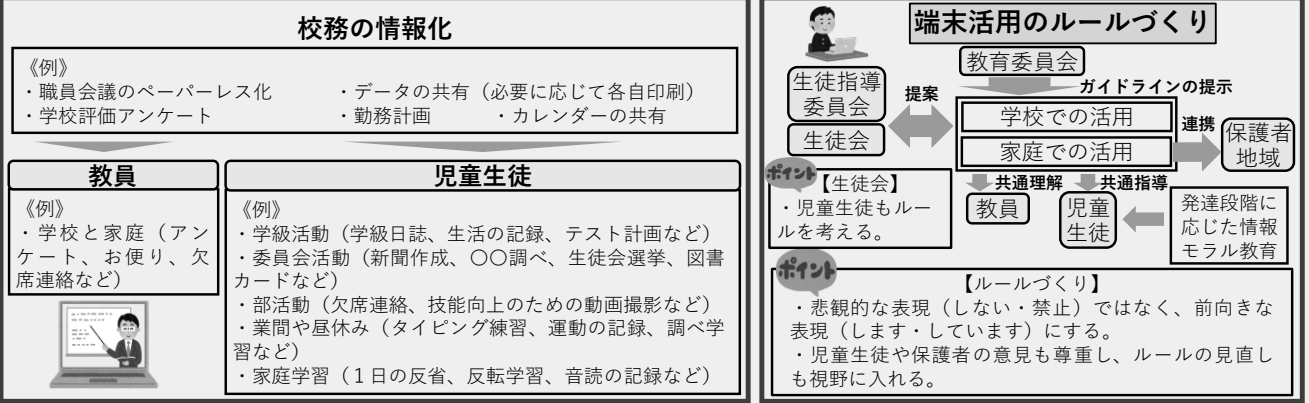 校務の情報化
《例》
・職員会議のペーパーレス化　・データの共有（必要に応じて各自印刷）
・学校評価アンケート　・勤務計画　・カレンダーの共有
教員
《例》
・学校と家庭（アン
ケート、お便り、欠
席連絡など）
児童生徒
《例》
・学級活動（学級日誌、生活の記録、テスト計画など）
・委員会活動（新聞作成、〇〇調べ、生徒会選挙、図書
カードなど）
・部活動（欠席連絡、技能向上のための動画撮影など）
・業間や昼休み（タイピング練習、運動の記録、調べ学
習など）
・家庭学習（１日の反省、反転学習、音読の記録など）
端末活用のルールづくり
教育委員会
ガイドラインの提示
生徒指導
委員会
生徒会
提案
学校での活用
家庭での活用
連携
保護者
地域
共通理解
共通指導
教員
児童
生徒
発達段階に
応じた情報
モラル教育
ポイント
【生徒会】
・児童生徒もルー
ルを考える。
ポイント
【ルールづくり】
・悲観的な表現（しない・禁止）ではなく、前向きな
表現（します・しています）にする。
・児童生徒や保護者の意見も尊重し、ルールの見直し
も視野に入れる。